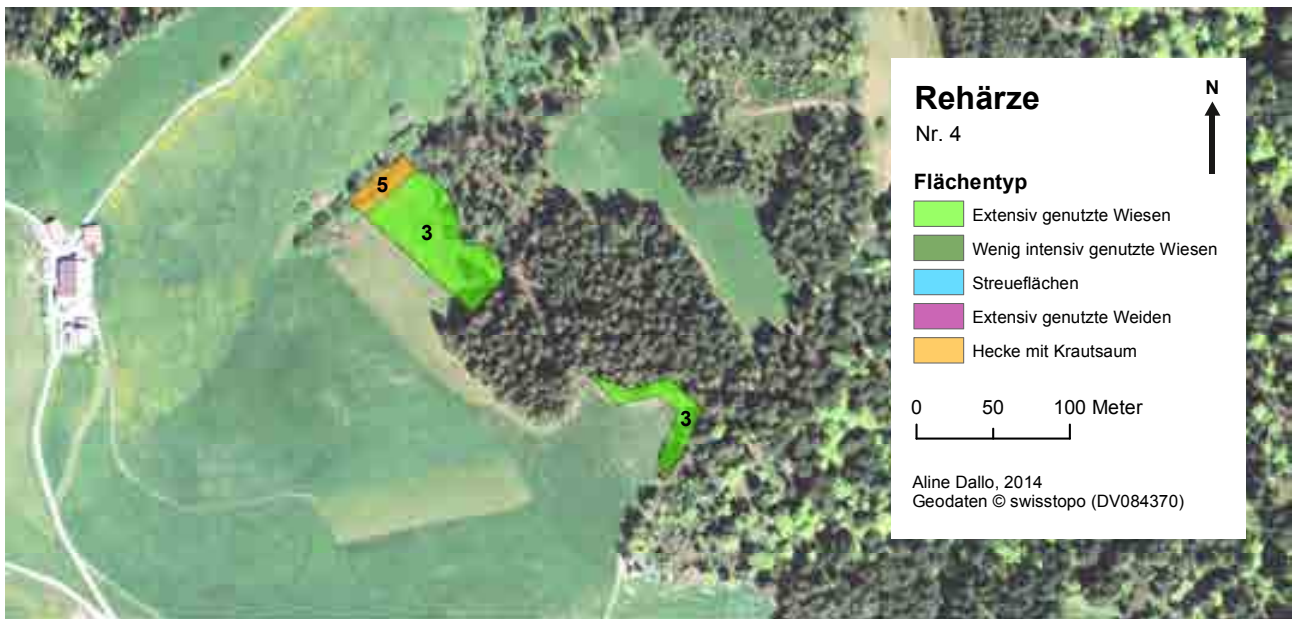 5
3
3
Rehärze
N
Nr. 4
Flächentyp
Extensiv genutzte Wiesen
Wenig intensiv genutzte Wiesen
Streueflächen
Extensiv genutzte Weiden
Hecke mit Krautsaum
0 50 100 Meter
Aline Dallo, 2014
Geodaten © swisstopo (DV084370)